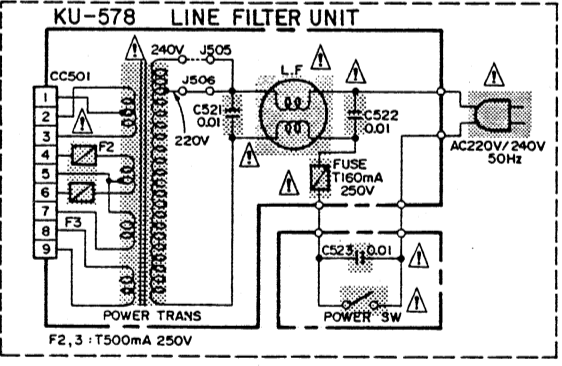 KU-578 LINE FILTER UNIT
240V J505
L.F
CC501
J506
1
2
3
4
5
6
7
8
9
F2
F3
220V
C521
0.01
C522
0.01
AC220V/240V
50Hz
FUSE
T160mA
250V
C523 0.01
POWER TRANS
POWER SW
F2,3 : T500mA 250V